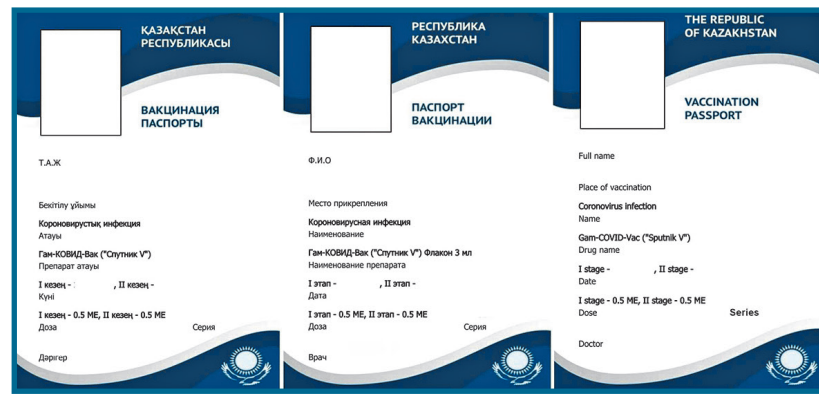 ҚАЗАҚСТАН
РЕСПУБЛИКАСЫ
ВАКЦИНАЦИЯ
ПАСПОРТЫ
Т.А.Ж
Бекітілу ұйымы
Короновирустық инфекция
Атауы
Гам-КОВИД-Вак ("Спутник V")
Препарат атауы
I кезең - , II кезең -
Күні
I кезең - 0.5 МЕ, II кезең - 0.5 МЕ
Доза Серия
Дәрігер
РЕСПУБЛИКА
КАЗАХСТАН
ПАСПОРТ
ВАКЦИНАЦИИ
Ф.И.О
Место прикрепления
Короновирусная инфекция
Наименование
Гам-КОВИД-Вак ("Спутник V") Флакон 3 мл
Наименование препарата
I этап - , II этап -
Дата
I этап - 0.5 МЕ, II этап - 0.5 МЕ
Доза Серия
Врач
THE REPUBLIC
OF KAZAKHSTAN
VACCINATION
PASSPORT
Full name
Place of vaccination
Coronovirus infection
Name
Gam-COVID-Vac ("Sputnik V")
Drug name
I stage - , II stage -
Date
I stage - 0.5 ME, II stage - 0.5 ME
Dose Series
Doctor